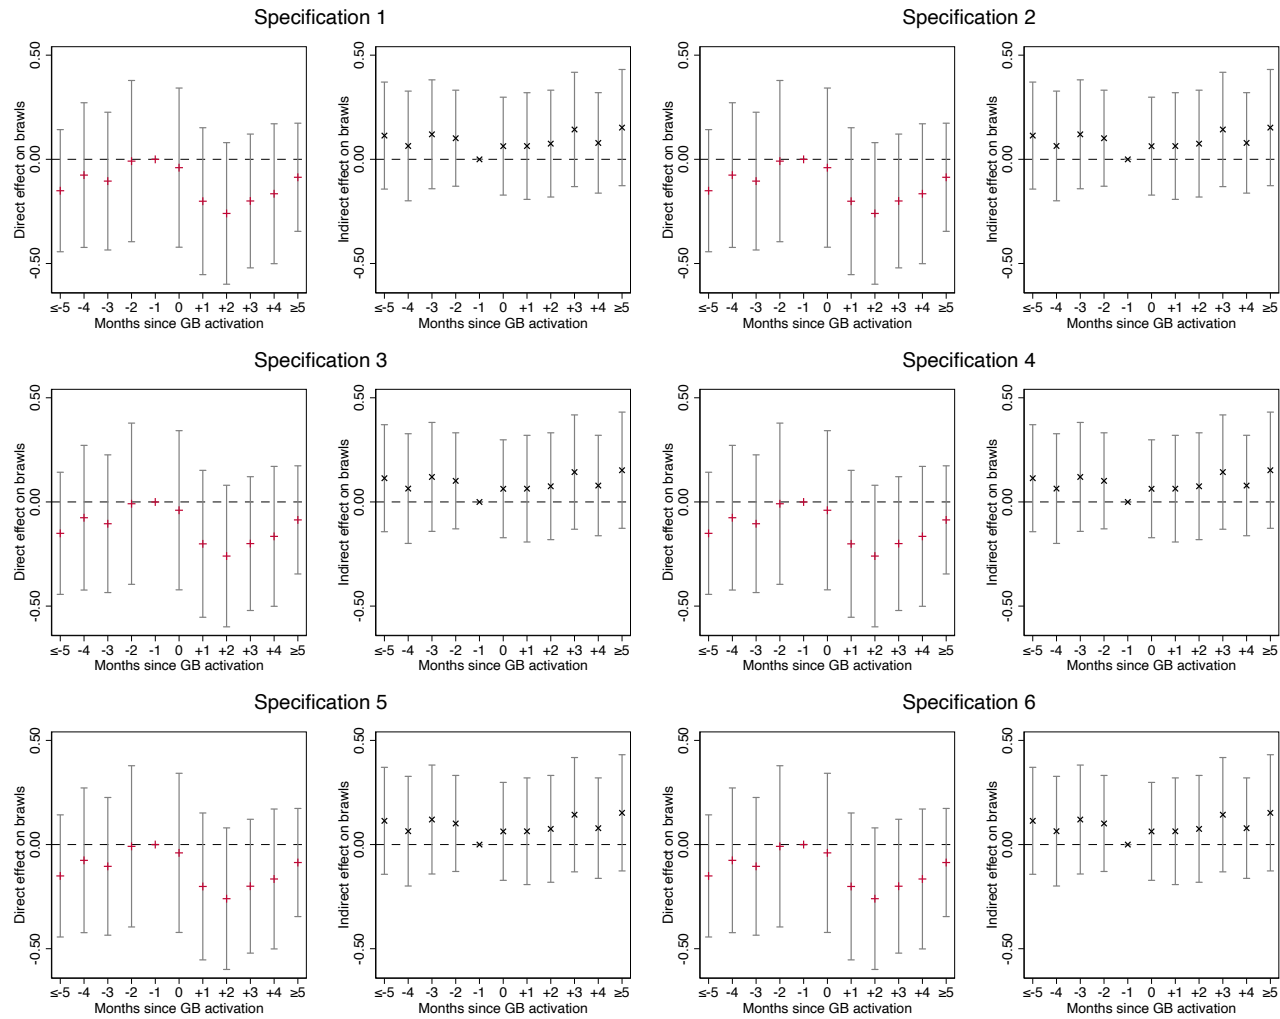 Specification 1
Direct effect on brawls
0.50
0.00
-0.50
≤-5 -4 -3 -2 -1 0 +1 +2 +3 +4 ≥5
Months since GB activation
Indirect effect on brawls
0.50
0.00
-0.50
≤-5 -4 -3 -2 -1 0 +1 +2 +3 +4 ≥5
Months since GB activation
Specification 2
Direct effect on brawls
0.50
0.00
-0.50
≤-5 -4 -3 -2 -1 0 +1 +2 +3 +4 ≥5
Months since GB activation
Indirect effect on brawls
0.50
0.00
-0.50
≤-5 -4 -3 -2 -1 0 +1 +2 +3 +4 ≥5
Months since GB activation
Specification 3
Direct effect on brawls
0.50
0.00
-0.50
≤-5 -4 -3 -2 -1 0 +1 +2 +3 +4 ≥5
Months since GB activation
Indirect effect on brawls
0.50
0.00
-0.50
≤-5 -4 -3 -2 -1 0 +1 +2 +3 +4 ≥5
Months since GB activation
Specification 4
Direct effect on brawls
0.50
0.00
-0.50
≤-5 -4 -3 -2 -1 0 +1 +2 +3 +4 ≥5
Months since GB activation
Indirect effect on brawls
0.50
0.00
-0.50
≤-5 -4 -3 -2 -1 0 +1 +2 +3 +4 ≥5
Months since GB activation
Specification 5
Direct effect on brawls
0.50
0.00
-0.50
≤-5 -4 -3 -2 -1 0 +1 +2 +3 +4 ≥5
Months since GB activation
Indirect effect on brawls
0.50
0.00
-0.50
≤-5 -4 -3 -2 -1 0 +1 +2 +3 +4 ≥5
Months since GB activation
Specification 6
Direct effect on brawls
0.50
0.00
-0.50
≤-5 -4 -3 -2 -1 0 +1 +2 +3 +4 ≥5
Months since GB activation
Indirect effect on brawls
0.50
0.00
-0.50
≤-5 -4 -3 -2 -1 0 +1 +2 +3 +4 ≥5
Months since GB activation